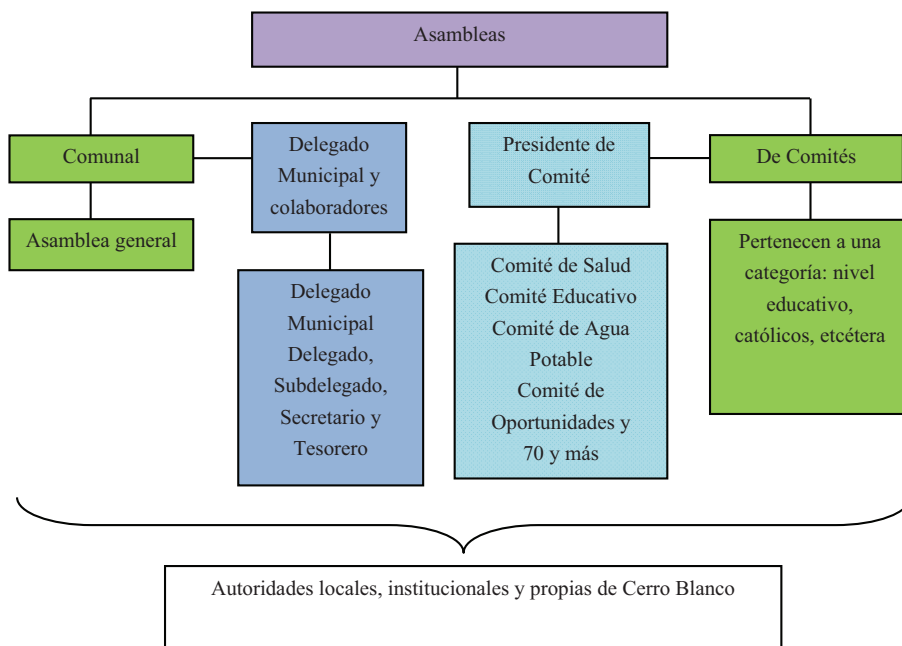 Asambleas
Comunal
Delegado
Municipal y
colaboradores
Presidente de
Comité
De Comités
Asamblea general
Delegado
Municipal
Delegado,
Subdelegado,
Secretario y
Tesorero
Comité de Salud
Comité Educativo
Comité de Agua
Potable
Comité de
Oportunidades y
70 y más
Pertenecen a una
categoría: nivel
educativo,
católicos, etcétera
Autoridades locales, institucionales y propias de Cerro Blanco